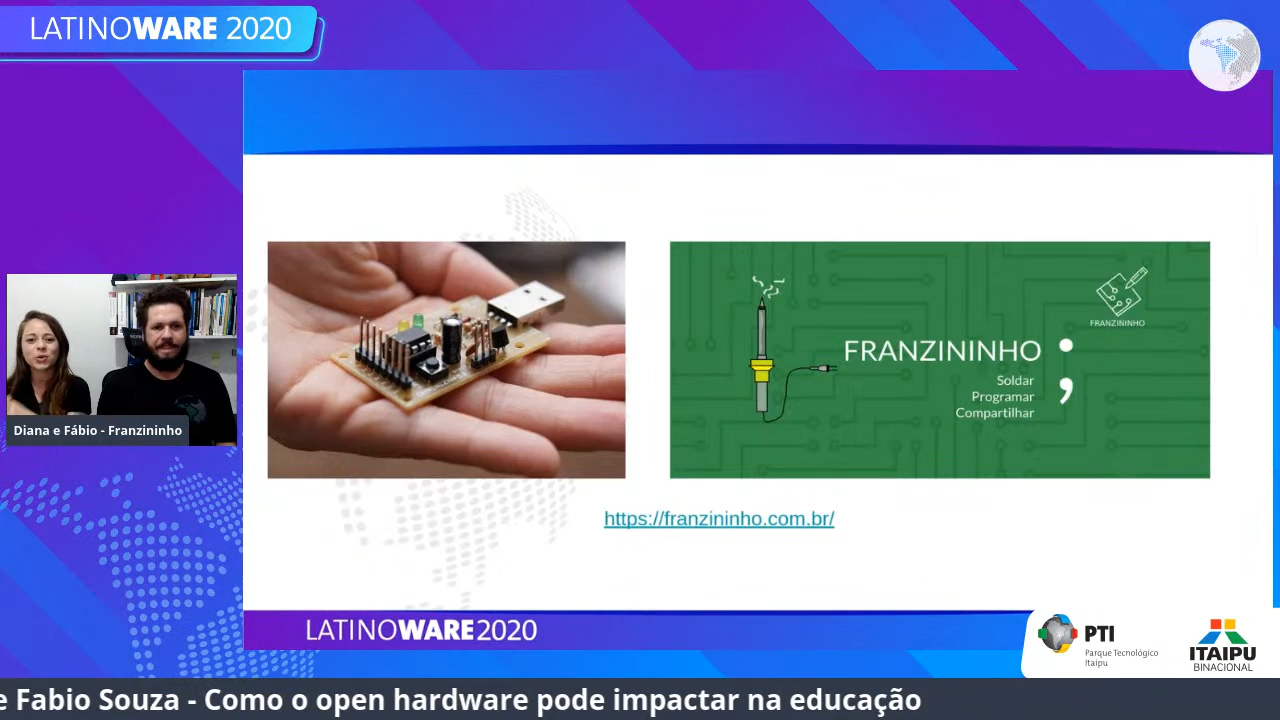 LATINOWARE 2020
FRANZININHO
FRANZININHO
Soldar
Programar
Compartilhar
Diana e Fábio - Franzininho
https://franzininho.com.br/
LATINOWARE2020
PTI
Parque Tecnológico
Itaipu
ITAIPU
BINACIONAL
e Fabio Souza - Como o open hardware pode impactar na educação